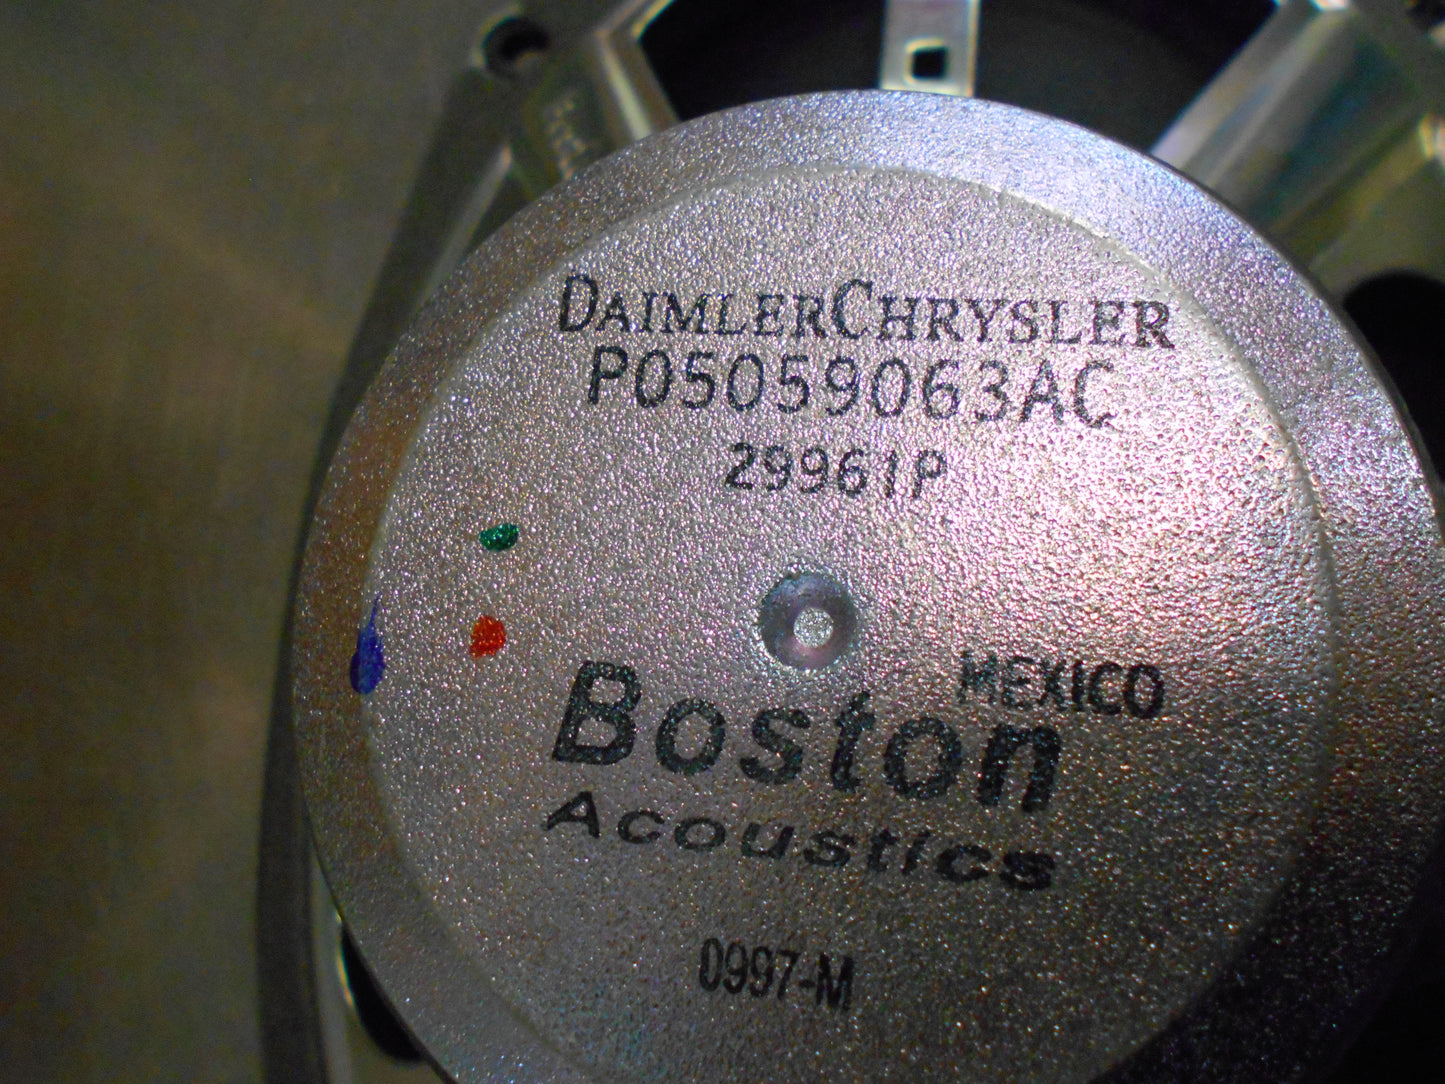 DAIMLERCHRYSLER
P05059063AC
29961P
MEXICO
Boston
Acoustics
0997-M